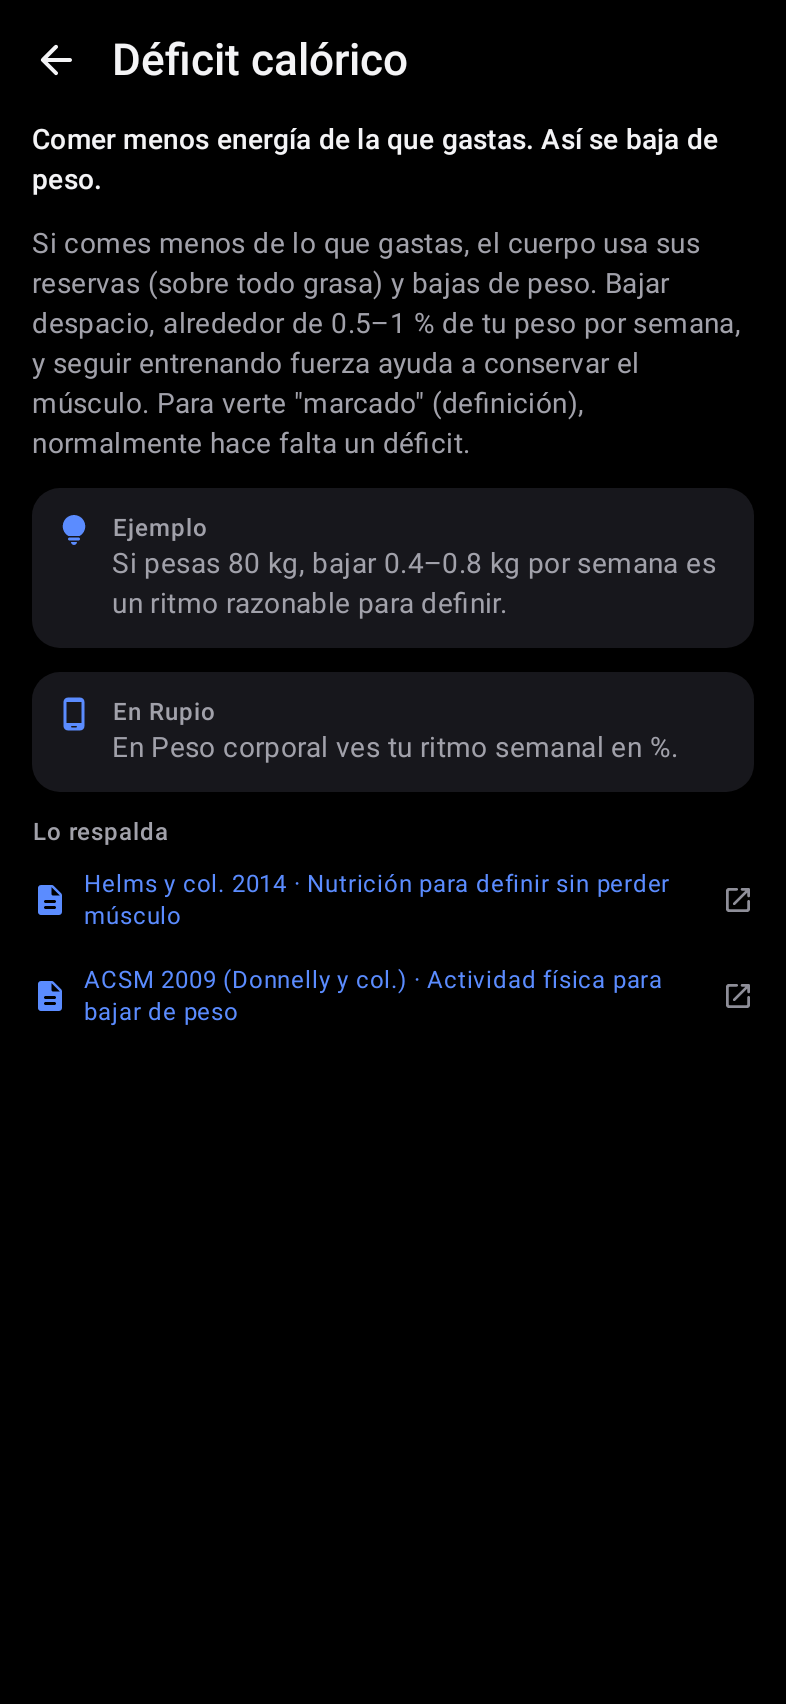 Déficit calórico
Comer menos energía de la que gastas. Así se baja de
peso.
Si comes menos de lo que gastas, el cuerpo usa sus
reservas (sobre todo grasa) y bajas de peso. Bajar
despacio, alrededor de 0.5–1 % de tu peso por semana,
y seguir entrenando fuerza ayuda a conservar el
músculo. Para verte "marcado" (definición),
normalmente hace falta un déficit.
Ejemplo
Si pesas 80 kg, bajar 0.4–0.8 kg por semana es
un ritmo razonable para definir.
En Rupio
En Peso corporal ves tu ritmo semanal en %.
Lo respalda
Helms y col. 2014 · Nutrición para definir sin perder
músculo
ACSM 2009 (Donnelly y col.) · Actividad física para
bajar de peso